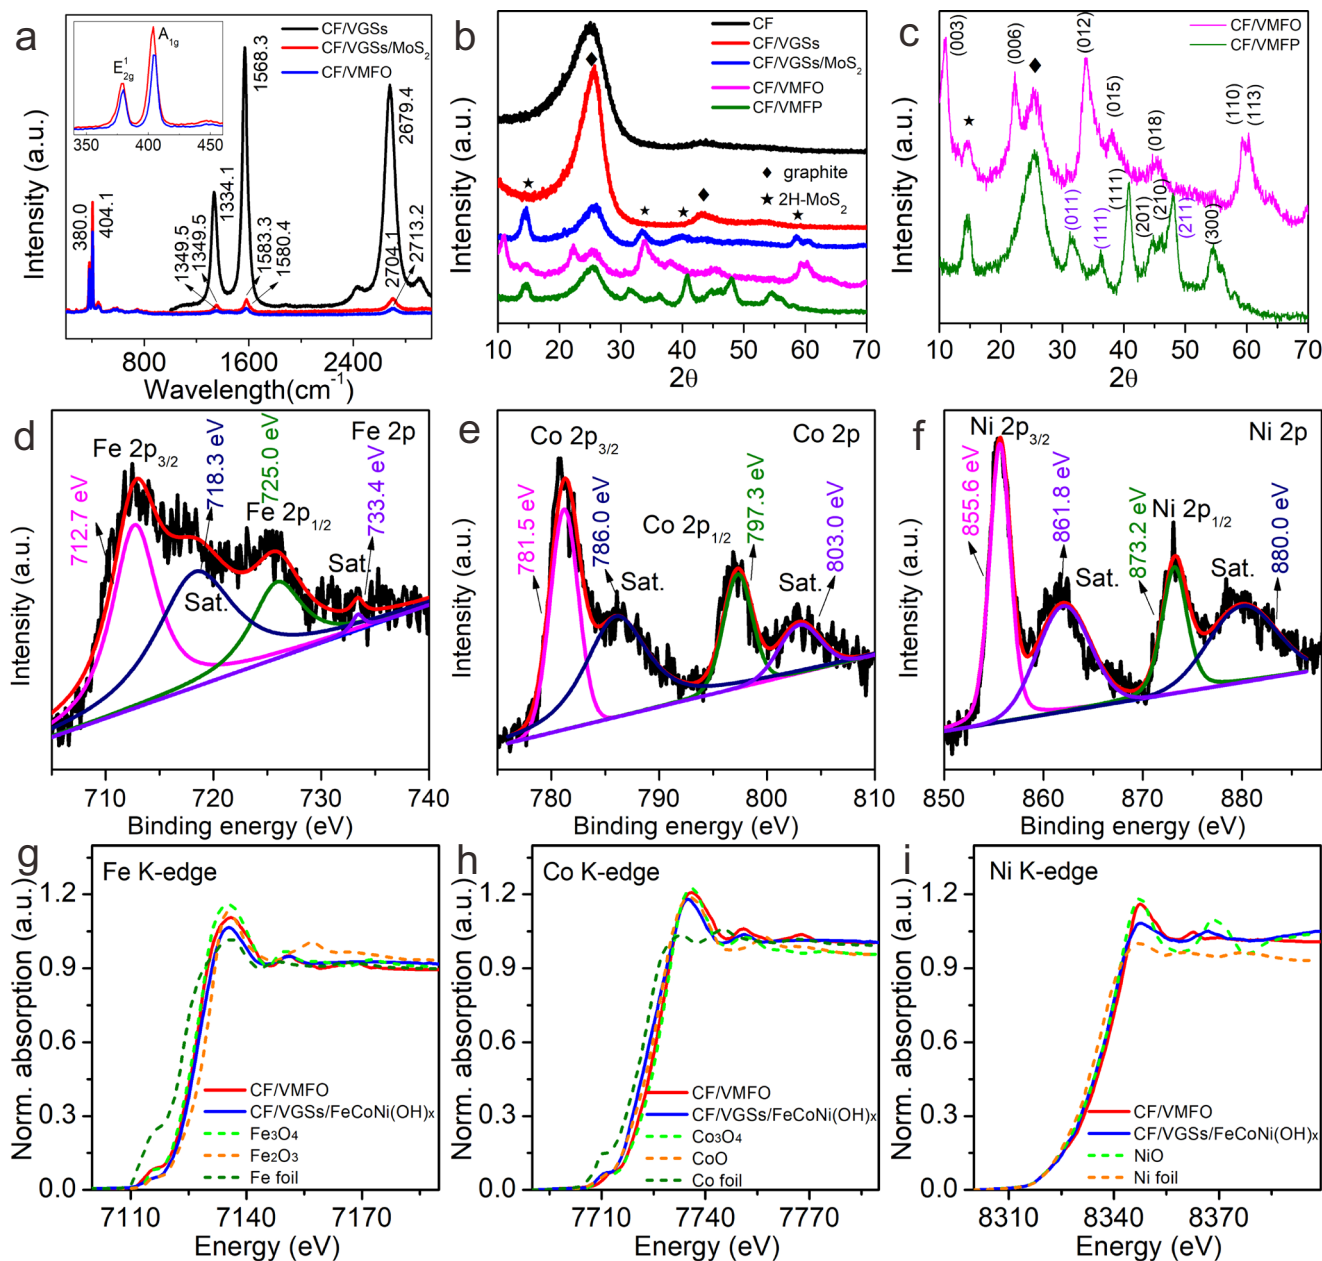 a
Intensity (a.u.)
E¹2g
A1g
340 400 450
CF/VGSs
CF/VGSs/MoS2
CF/VMFO
380.0
404.1
1349.5
1349.5
1334.1
1568.3
1583.3
1580.4
2679.4
2704.1
2713.2
800 1600 2400
Wavelength(cm-1)
b
Intensity (a.u.)
CF
CF/VGSs
CF/VGSs/MoS2
CF/VMFO
CF/VMFP
◆ graphite
★ 2H-MoS2
10 20 30 40 50 60 70
2θ
c
Intensity (a.u.)
CF/VMFO
CF/VMFP
(003)
(006)
(012)
(015)
(018)
(110)
(113)
(011)
(111)
(111)
(201)
(210)
(211)
(300)
10 20 30 40 50 60 70
2θ
d
Intensity (a.u.)
Fe 2p
Fe 2p3/2
Fe 2p1/2
712.7 eV
718.3 eV
725.0 eV
733.4 eV
Sat.
Sat.
710 720 730 740
Binding energy (eV)
e
Intensity (a.u.)
Co 2p
Co 2p3/2
Co 2p1/2
781.5 eV
786.0 eV
797.3 eV
803.0 eV
Sat.
Sat.
780 790 800 810
Binding energy (eV)
f
Intensity (a.u.)
Ni 2p
Ni 2p3/2
Ni 2p1/2
855.6 eV
861.8 eV
873.2 eV
880.0 eV
Sat.
Sat.
850 860 870 880
Binding energy (eV)
g
Norm. absorption (a.u.)
Fe K-edge
1.2
0.9
0.6
0.3
0.0
CF/VMFO
CF/VGSs/FeCoNi(OH)x
Fe3O4
Fe2O3
Fe foil
7110 7140 7170
Energy (eV)
h
Norm. absorption (a.u.)
Co K-edge
1.2
0.9
0.6
0.3
0.0
CF/VMFO
CF/VGSs/FeCoNi(OH)x
Co3O4
CoO
Co foil
7710 7740 7770
Energy (eV)
i
Norm. absorption (a.u.)
Ni K-edge
1.2
0.9
0.6
0.3
0.0
CF/VMFO
CF/VGSs/FeCoNi(OH)x
NiO
Ni foil
8310 8340 8370
Energy (eV)